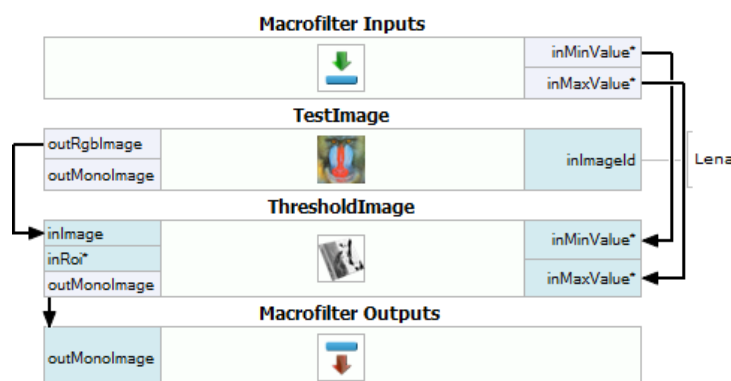 Macrofilter Inputs
inMinValue*
inMaxValue*
TestImage
outRgbImage
outMonoImage
inImageId
Lena
ThresholdImage
inImage
inRoi*
outMonoImage
inMinValue*
inMaxValue*
Macrofilter Outputs
outMonoImage